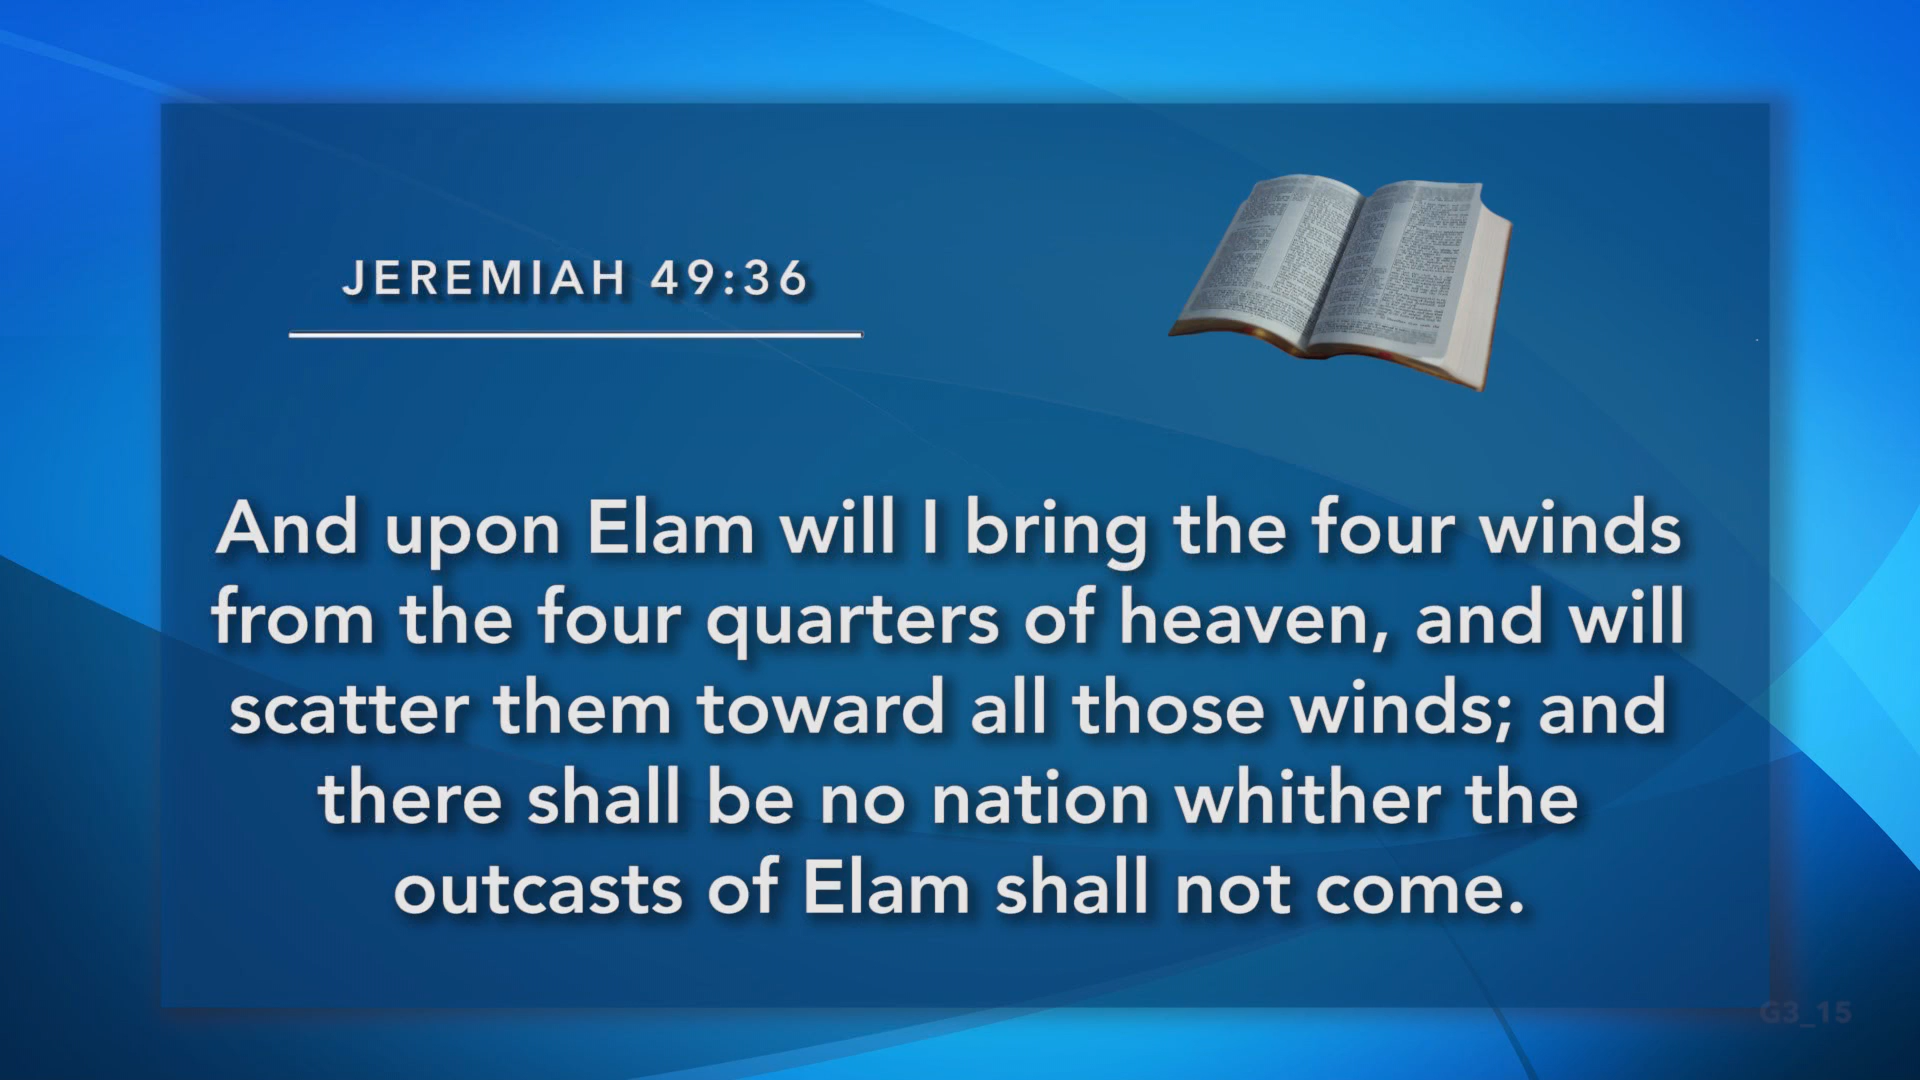 JEREMIAH 49:36
And upon Elam will I bring the four winds
from the four quarters of heaven, and will
scatter them toward all those winds; and
there shall be no nation whither the
outcasts of Elam shall not come.
G3_15